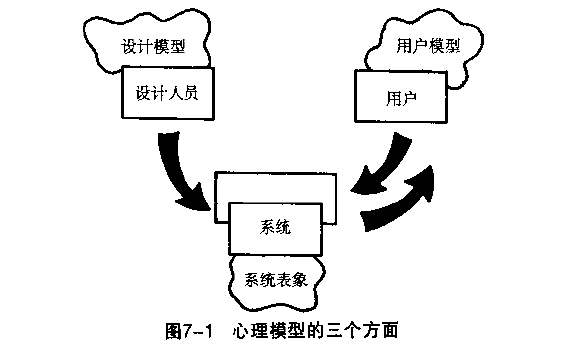 设计模型
设计人员
用户模型
用户
系统
系统表象
图7-1 心理模型的三个方面